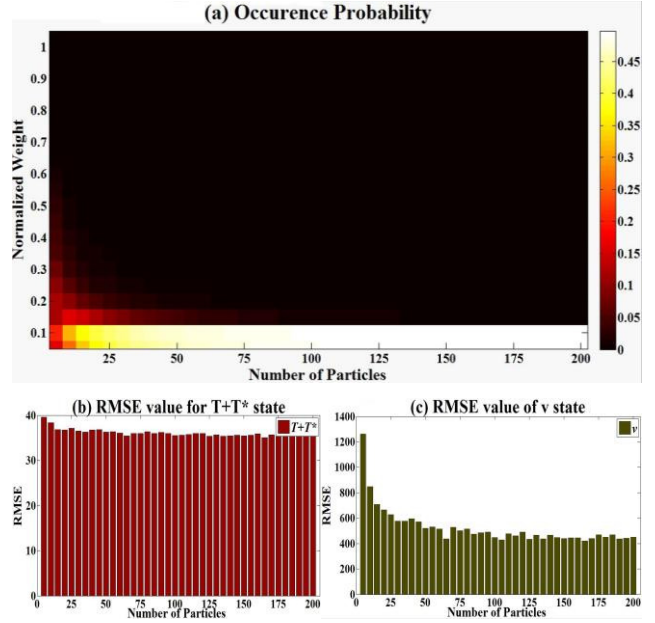 (a) Occurence Probability
1
0.9
0.8
0.7
0.6
0.5
0.4
0.3
0.2
0.1
Normalized Weight
25 50 75 100 125 150 175 200
Number of Particles
0.45
0.4
0.35
0.3
0.25
0.2
0.15
0.1
0.05
0
(b) RMSE value for T+T* state
40
30
20
10
0
RMSE
T+T*
0 25 50 75 100 125 150 175 200
Number of Particles
(c) RMSE value of v state
1400
1200
1000
800
600
400
200
0
RMSE
v
0 25 50 75 100 125 150 175 200
Number of Particles